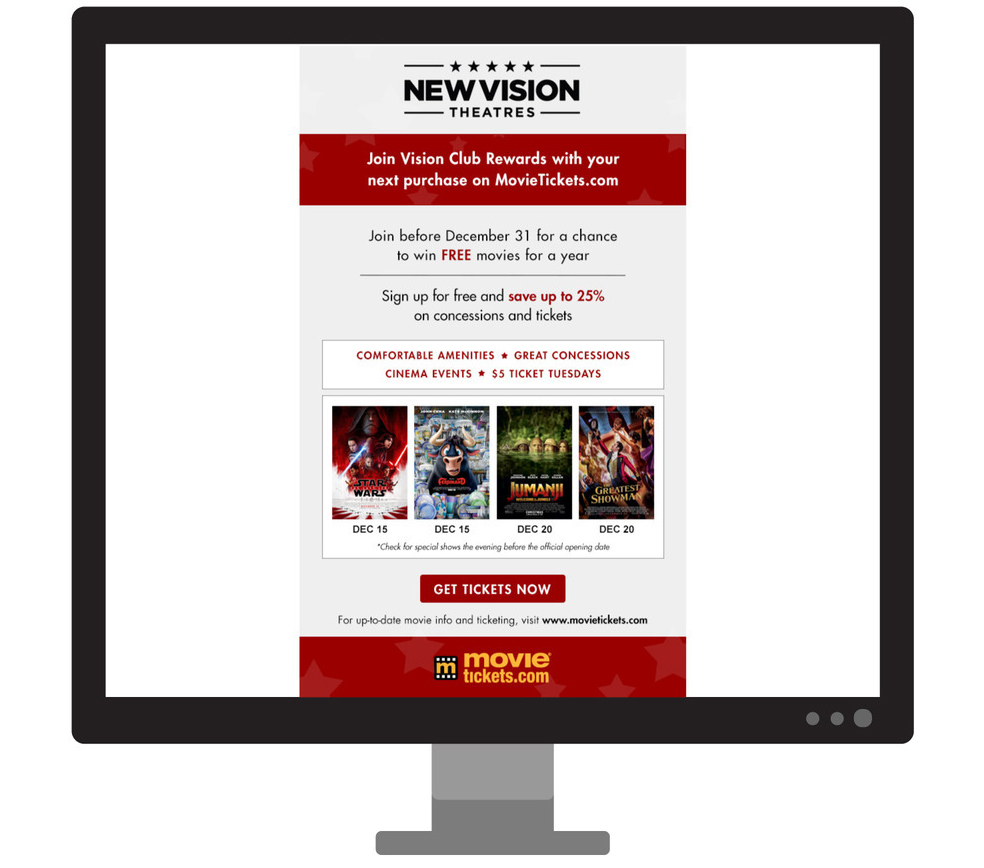 NEW VISION
THEATRES
Join Vision Club Rewards with your
next purchase on MovieTickets.com
Join before December 31 for a chance
to win FREE movies for a year
Sign up for free and save up to 25%
on concessions and tickets
COMFORTABLE AMENITIES ★ GREAT CONCESSIONS
CINEMA EVENTS ★ $5 TICKET TUESDAYS
STAR
WARS
JOHN CENA KATE MCKINNON
FERDINAND
JUMANJI
THE
GREATEST
SHOWMAN
DEC 15
DEC 15
DEC 20
DEC 20
*Check for special shows the evening before the official opening date
GET TICKETS NOW
For up-to-date movie info and ticketing, visit www.movietickets.com
m movie®
tickets.com